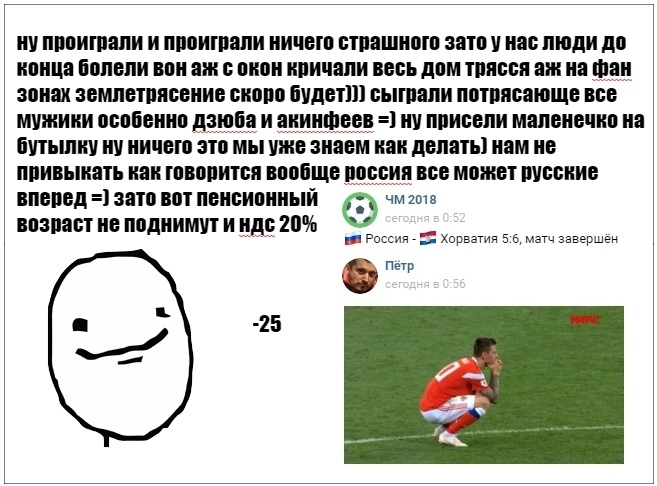 ну проиграли и проиграли ничего страшного зато у нас люди до
конца болели вон аж с окон кричали весь дом трясся аж на фан
зонах землетрясение скоро будет))) сыграли потрясающе все
мужики особенно дзюба и акинфеев =) ну присели маленечко на
бутылку ну ничего это мы уже знаем как делать) нам не
привыкать как говорится вообще россия все может русские
вперед =) зато вот пенсионный
возраст не поднимут и ндс 20%
ЧМ 2018
сегодня в 0:52
Россия - Хорватия 5:6, матч завершён
Пётр
сегодня в 0:56
-25
МАТЧ!